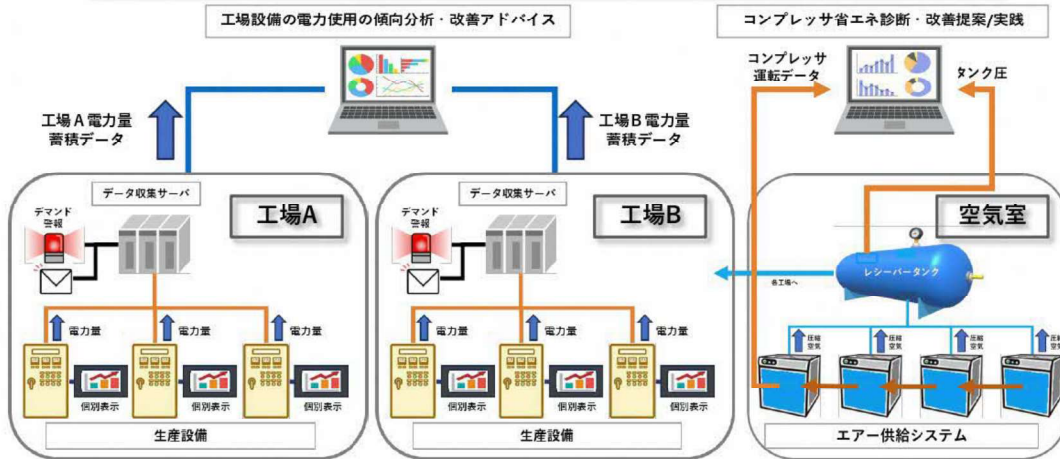 工場設備の電力使用の傾向分析・改善アドバイス
コンプレッサ省エネ診断・改善提案/実践
コンプレッサ
運転データ
タンク圧
工場A電力量
蓄積データ
工場B電力量
蓄積データ
データ収集サーバ
工場A
デマンド
警報
電力量
電力量
電力量
個別表示
個別表示
個別表示
生産設備
データ収集サーバ
工場B
デマンド
警報
電力量
電力量
電力量
個別表示
個別表示
個別表示
生産設備
空気室
レシーバータンク
各工場へ
圧縮
空気
圧縮
空気
圧縮
空気
圧縮
空気
エアー供給システム